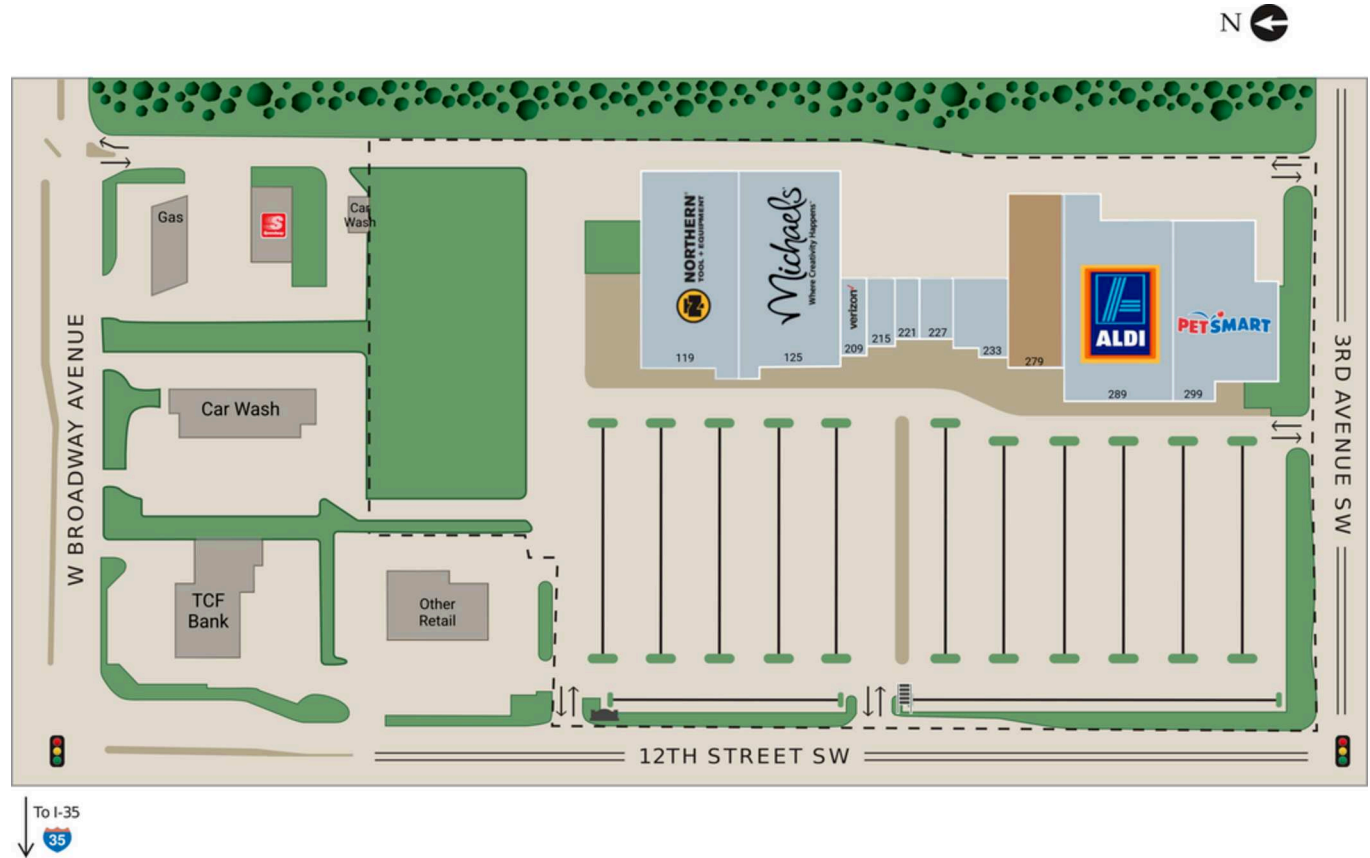 N
Gas
S
Speedway
Car
Wash
NORTHERN
TOOL + EQUIPMENT
N
Michaels
Where Creativity Happens
verizon
ALDI
PETSMART
119
125
209
215
221
227
233
279
289
299
Car Wash
TCF
Bank
Other
Retail
W BROADWAY AVENUE
3RD AVENUE SW
12TH STREET SW
To I-35
35